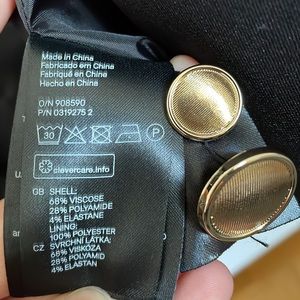 Made in China
Fabricado em China
Fabriqué en Chine
Hecho en China
O/N 908590
P/N 0319275 2
30
P
clevercare.info
GB SHELL:
68% VISCOSE
28% POLYAMIDE
4% ELASTANE
LINING:
100% POLYESTER
CZ SVRCHNÍ LÁTKA:
68% VISKÓZA
28% POLYAMID
4% ELASTAN